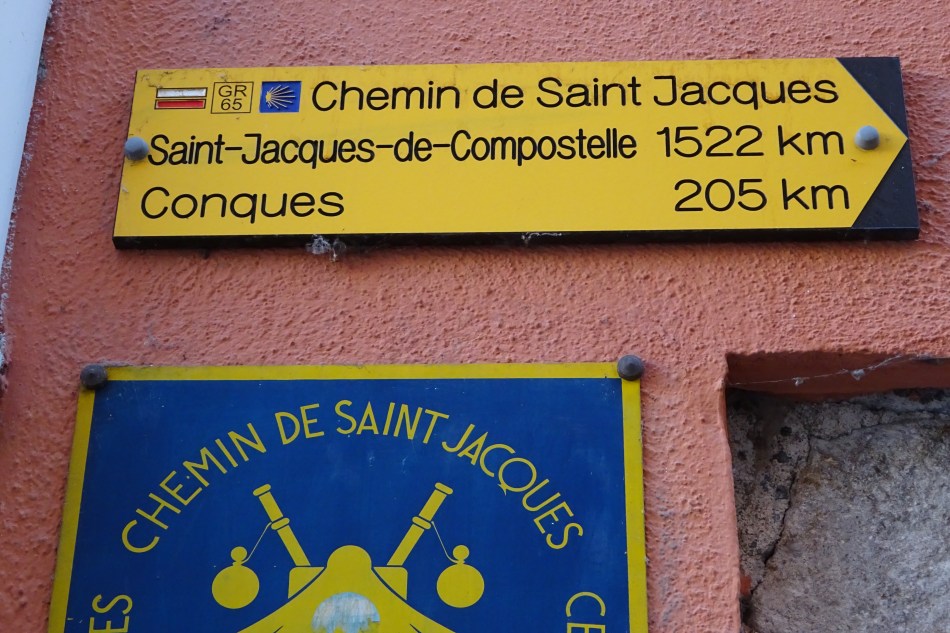 GR
65
Chemin de Saint Jacques
Saint-Jacques-de-Compostelle 1522 km
Conques 205 km
CHEMIN DE SAINT JACQUES